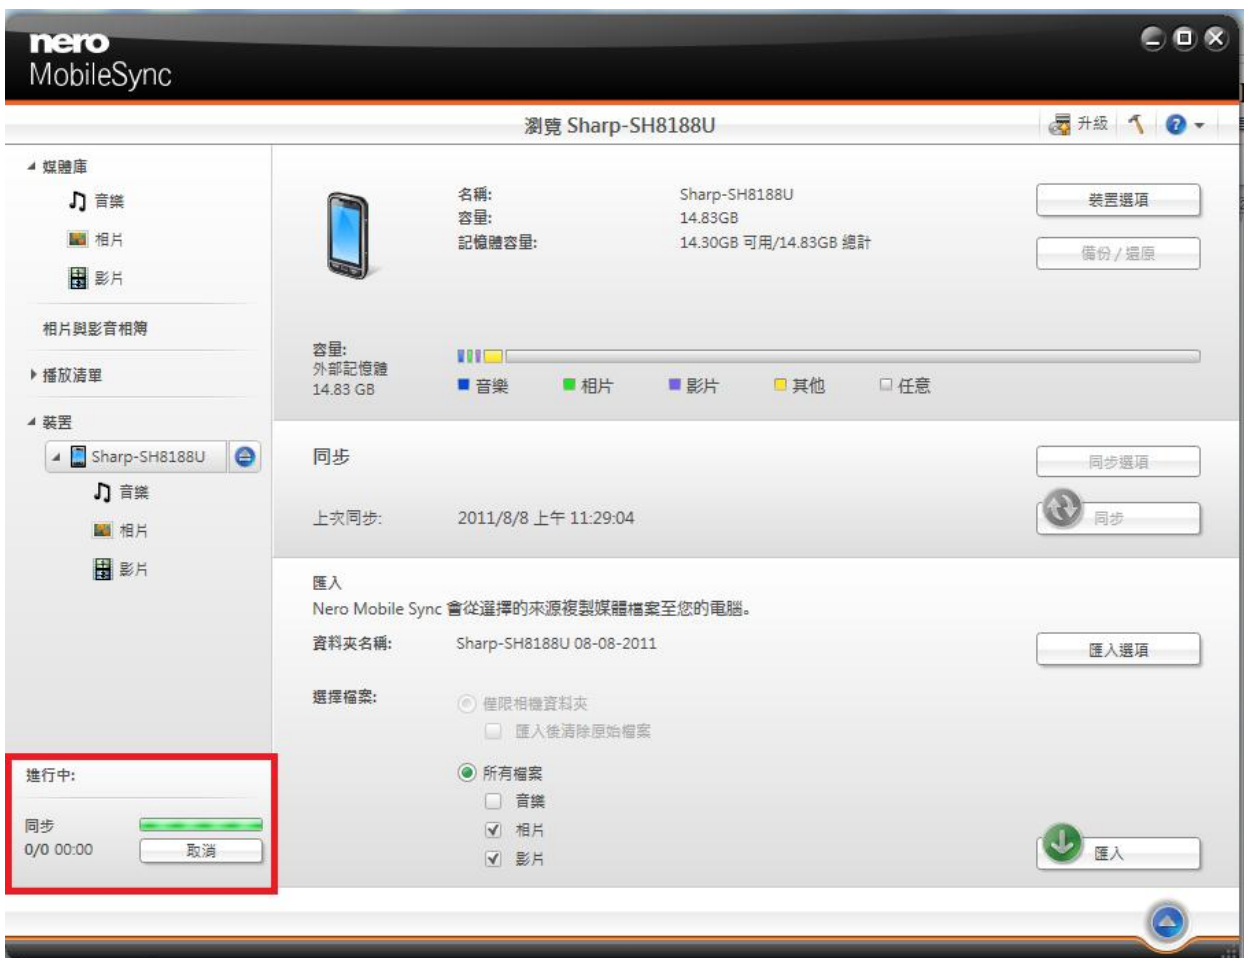 nero
MobileSync
瀏覽 Sharp-SH8188U
升級
媒體庫
音樂
相片
影片
相片與影音相簿
播放清單
裝置
Sharp-SH8188U
音樂
相片
影片
進行中:
同步
0/0 00:00
取消
名稱: Sharp-SH8188U
容量: 14.83GB
記憶體容量: 14.30GB 可用/14.83GB 總計
裝置選項
備份 / 還原
容量:
外部記憶體
14.83 GB
音樂 相片 影片 其他 任意
同步
同步選項
上次同步: 2011/8/8 上午 11:29:04
同步
匯入
Nero Mobile Sync 會從選擇的來源複製媒體檔案至您的電腦。
資料夾名稱: Sharp-SH8188U 08-08-2011
匯入選項
選擇檔案: 僅限相機資料夾
匯入後清除原始檔案
所有檔案
音樂
相片
影片
匯入